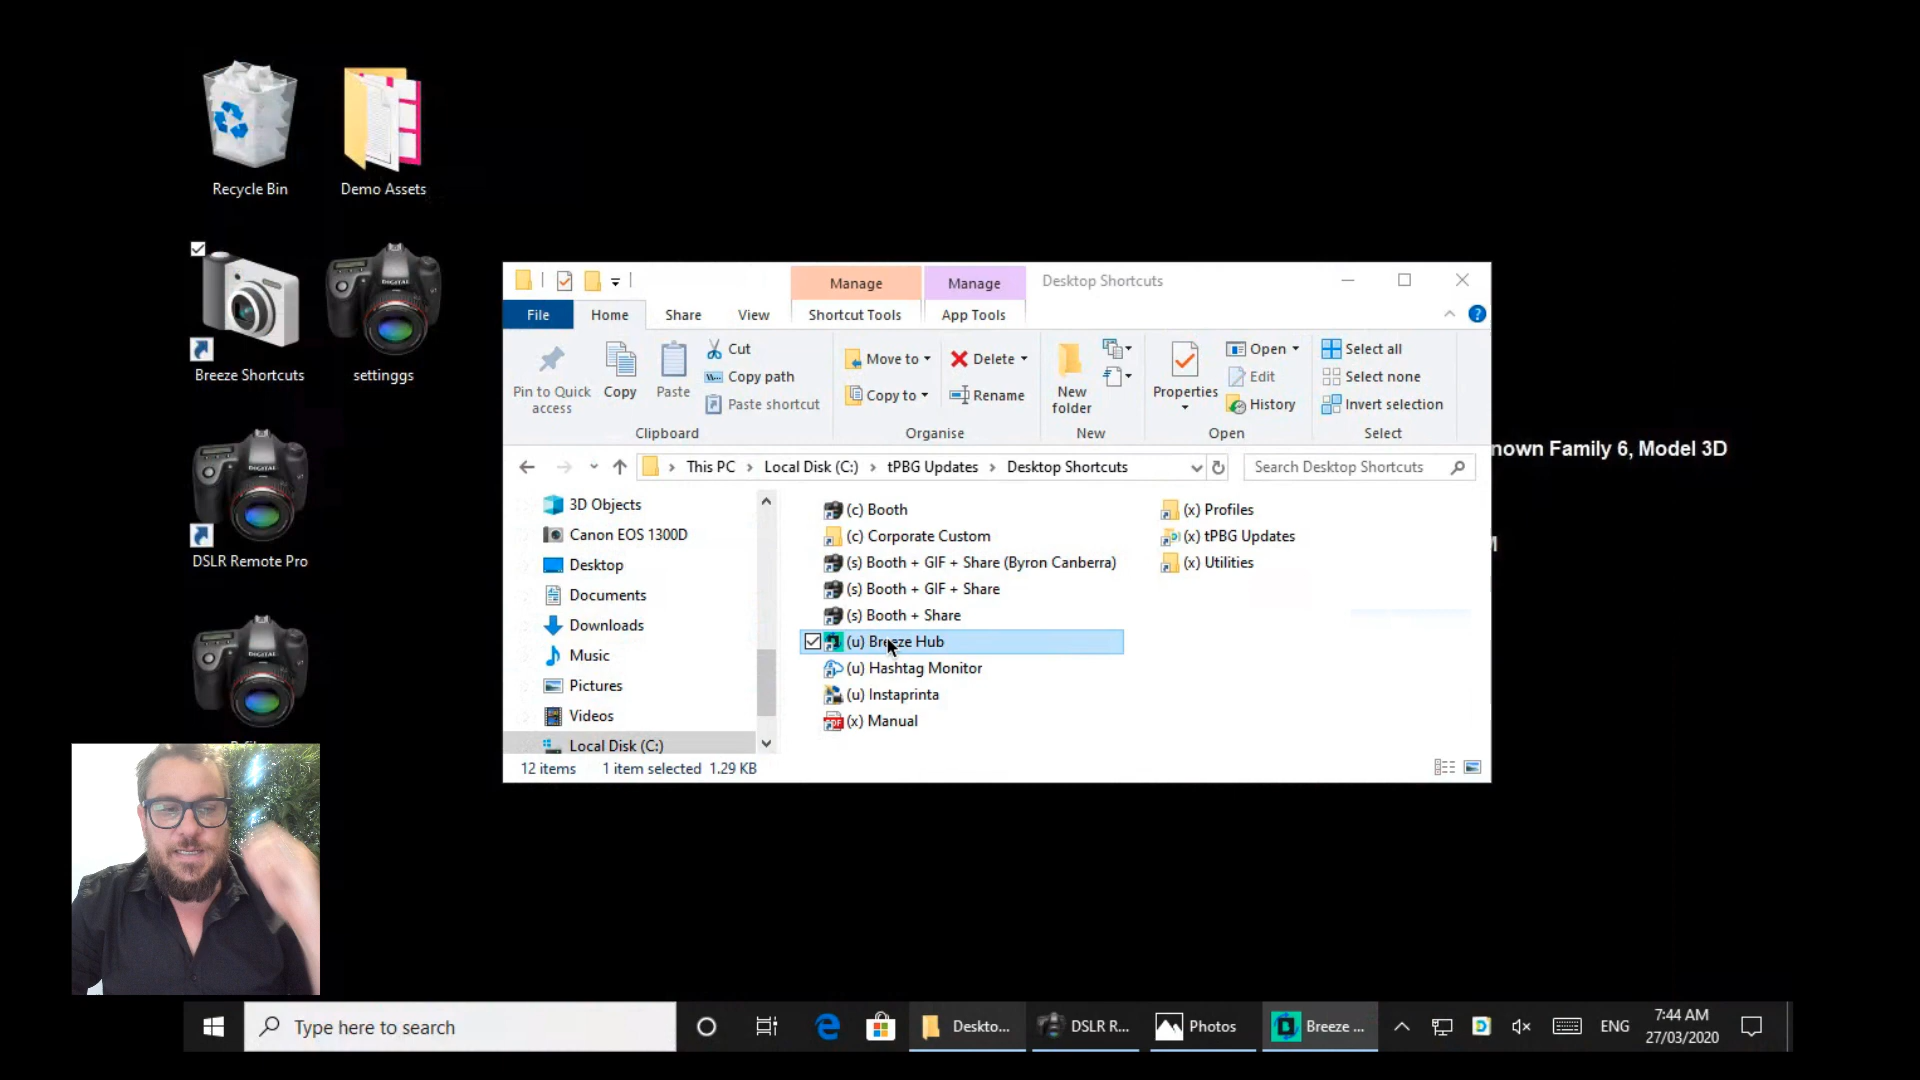 Recycle Bin
Demo Assets
Breeze Shortcuts
settinggs
DSLR Remote Pro
Manage
Manage
Desktop Shortcuts
File
Home
Share
View
Shortcut Tools
App Tools
Pin to Quick access
Copy
Paste
Cut
Copy path
Paste shortcut
Clipboard
Move to
Copy to
Delete
Rename
Organise
New folder
New
Properties
Open
Edit
History
Open
Select all
Select none
Invert selection
Select
This PC > Local Disk (C:) > tPBG Updates > Desktop Shortcuts
Search Desktop Shortcuts
3D Objects
Canon EOS 1300D
Desktop
Documents
Downloads
Music
Pictures
Videos
Local Disk (C:)
(c) Booth
(c) Corporate Custom
(s) Booth + GIF + Share (Byron Canberra)
(s) Booth + GIF + Share
(s) Booth + Share
(u) Breeze Hub
(u) Hashtag Monitor
(u) Instaprinta
(x) Manual
(x) Profiles
(x) tPBG Updates
(x) Utilities
12 items
1 item selected 1.29 KB
nown Family 6, Model 3D
Type here to search
Deskto...
DSLR R...
Photos
Breeze ...
ENG
7:44 AM
27/03/2020